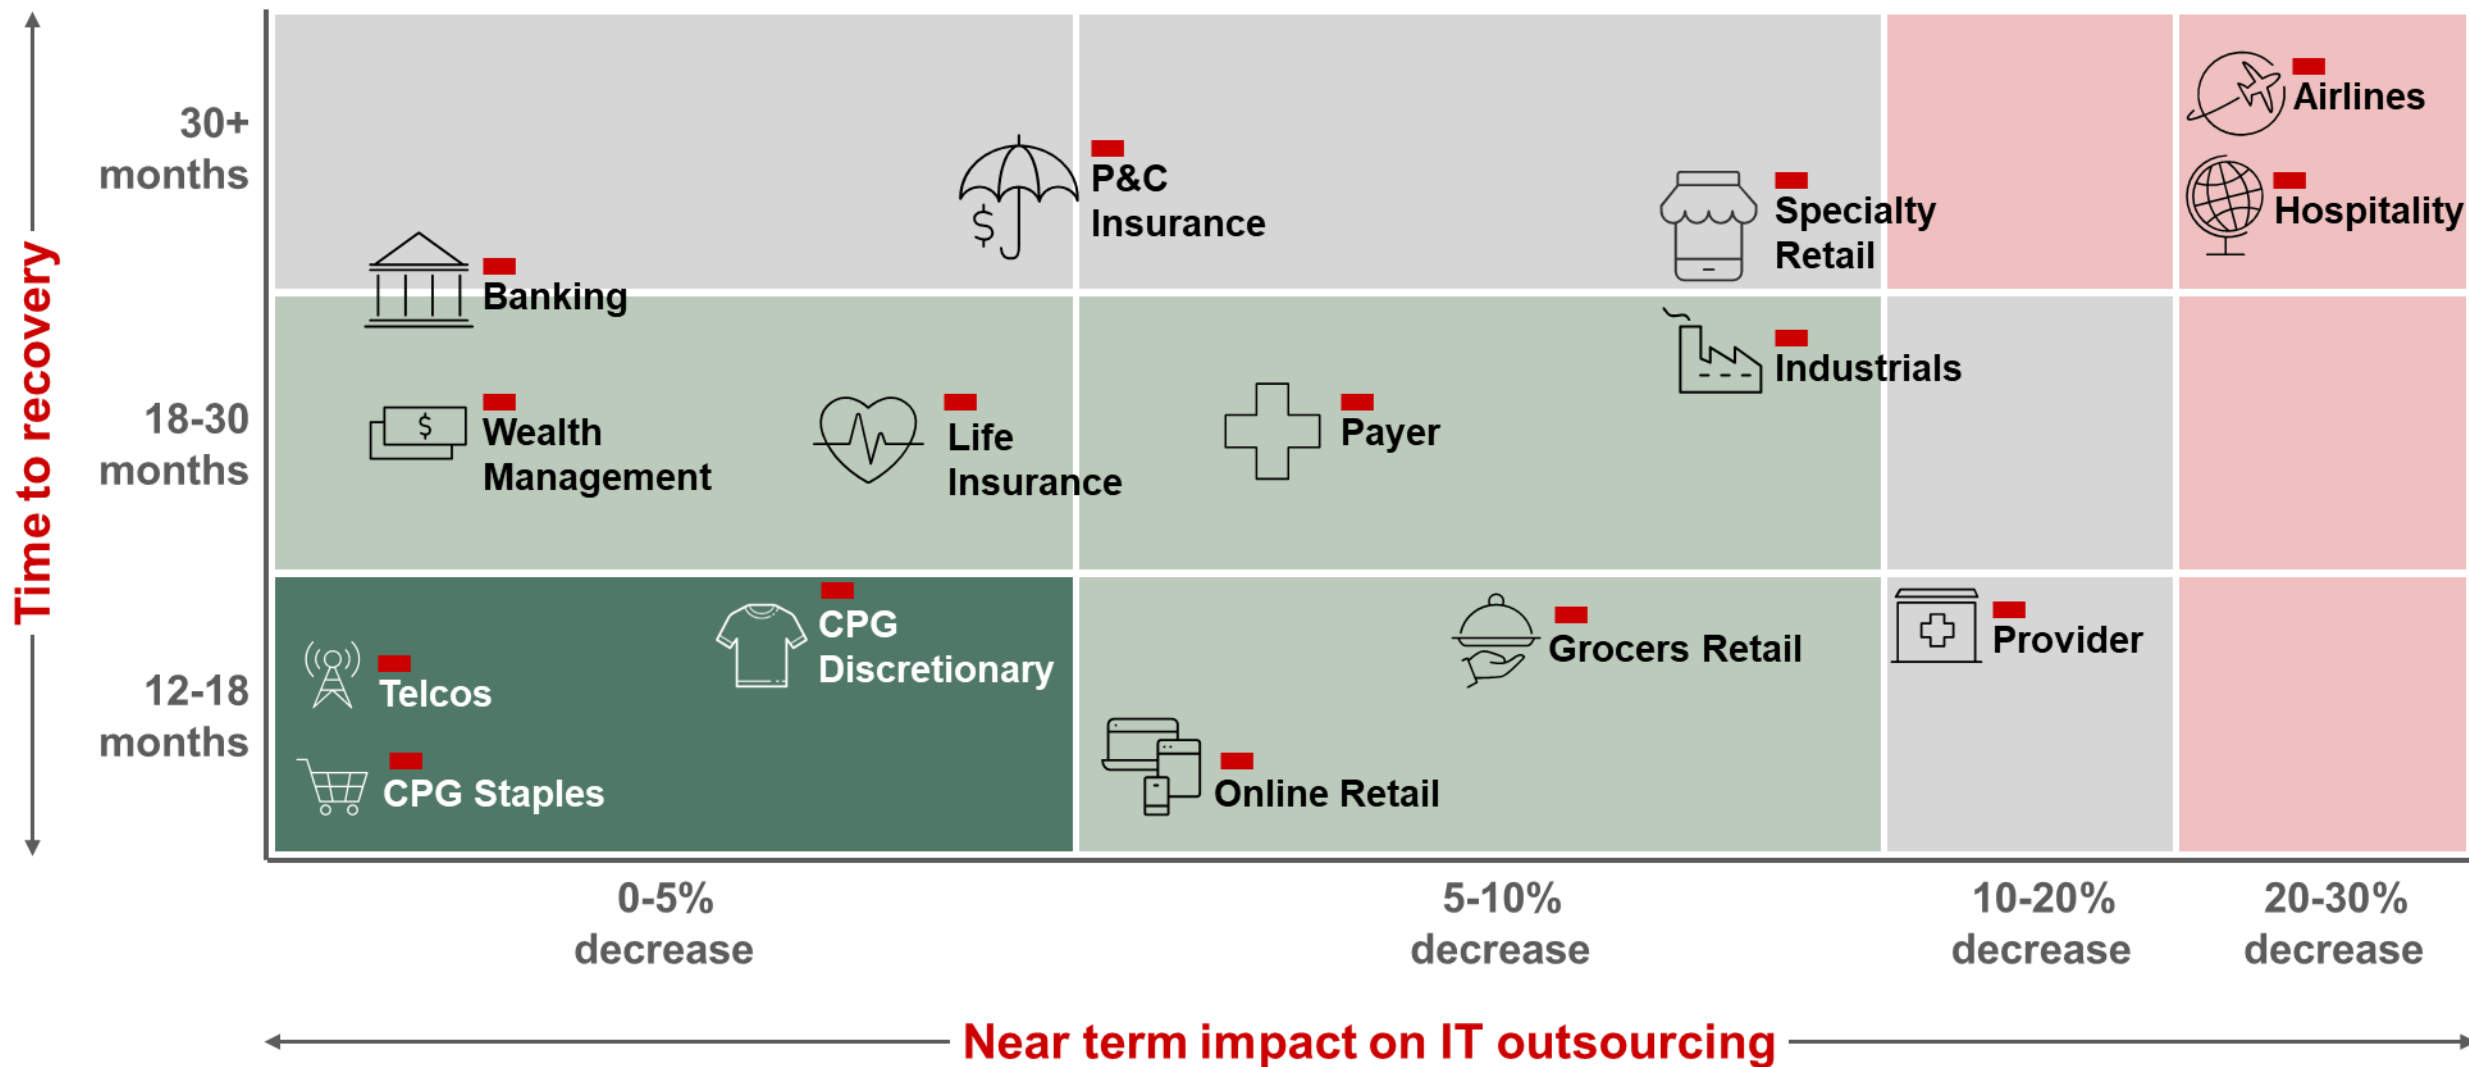 Time to recovery
30+
months
18-30
months
12-18
months
Airlines
Hospitality
P&C
Insurance
Specialty
Retail
Banking
Industrials
$ Wealth
Management
Life
Insurance
Payer
CPG
Discretionary
Telcos
CPG Staples
Grocers Retail
Online Retail
Provider
0-5%
decrease
5-10%
decrease
10-20%
decrease
20-30%
decrease
Near term impact on IT outsourcing